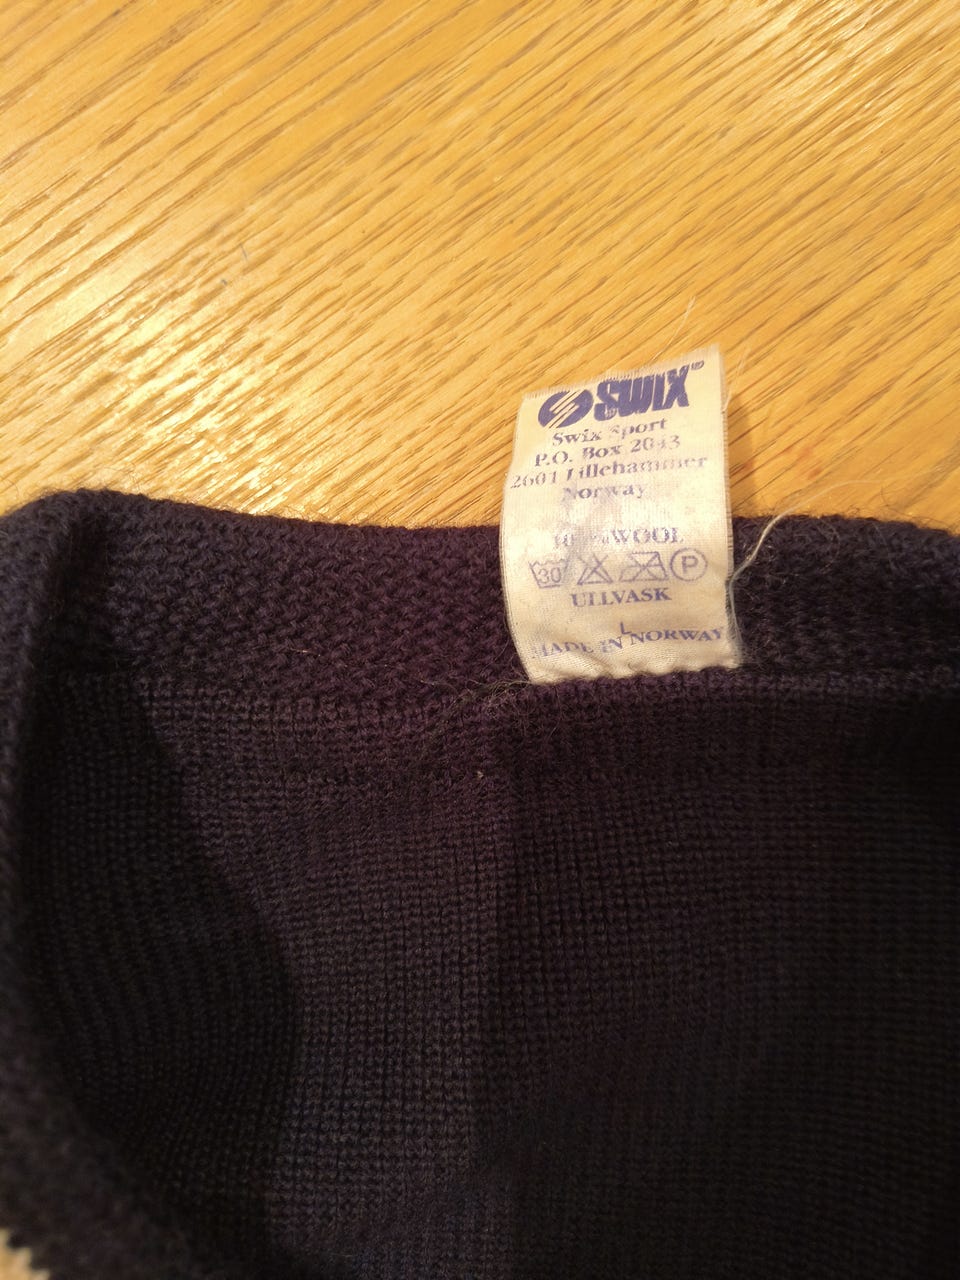 SWIX®
Swix Sport
P.O. Box 2043
2601 Lillehammer
Norway
WOOL
30 P
ULLVASK
L
MADE IN NORWAY